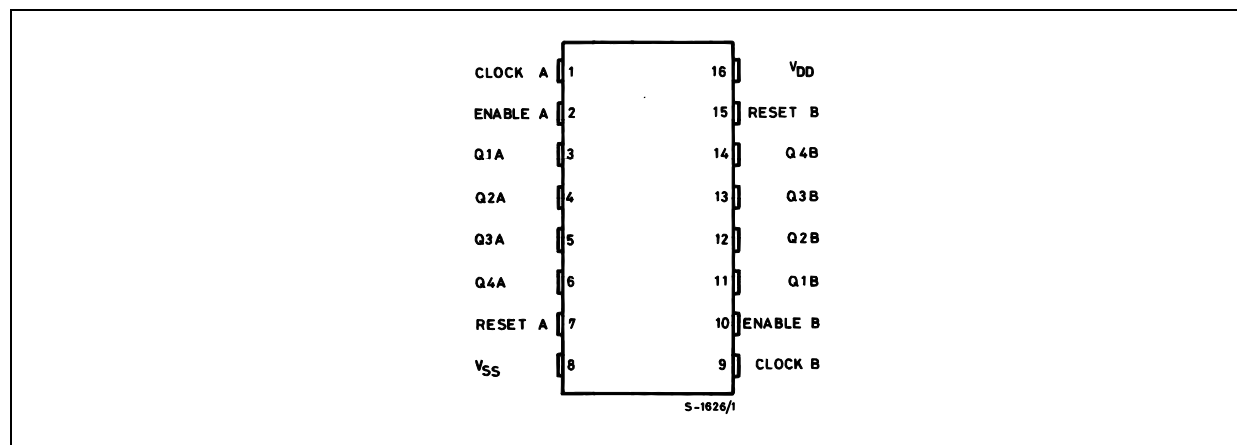 CLOCK A 1 16 VDD
ENABLE A 2 15 RESET B
Q1A 3 14 Q4B
Q2A 4 13 Q3B
Q3A 5 12 Q2B
Q4A 6 11 Q1B
RESET A 7 10 ENABLE B
VSS 8 9 CLOCK B
S-1626/1